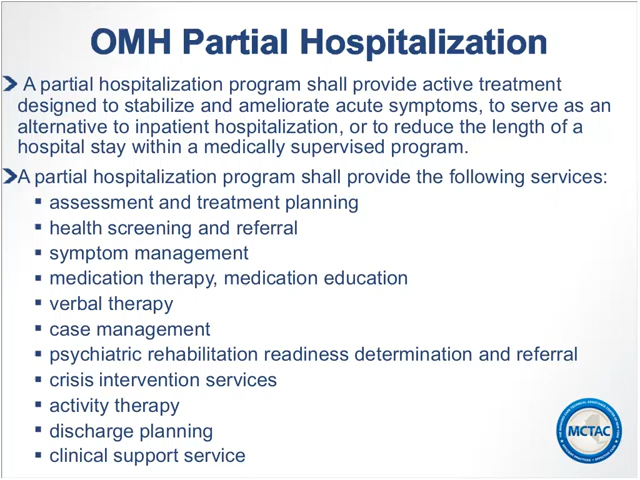 OMH Partial Hospitalization
A partial hospitalization program shall provide active treatment
designed to stabilize and ameliorate acute symptoms, to serve as an
alternative to inpatient hospitalization, or to reduce the length of a
hospital stay within a medically supervised program.
A partial hospitalization program shall provide the following services:
▪ assessment and treatment planning
▪ health screening and referral
▪ symptom management
▪ medication therapy, medication education
▪ verbal therapy
▪ case management
▪ psychiatric rehabilitation readiness determination and referral
▪ crisis intervention services
▪ activity therapy
▪ discharge planning
▪ clinical support service
MCTAC